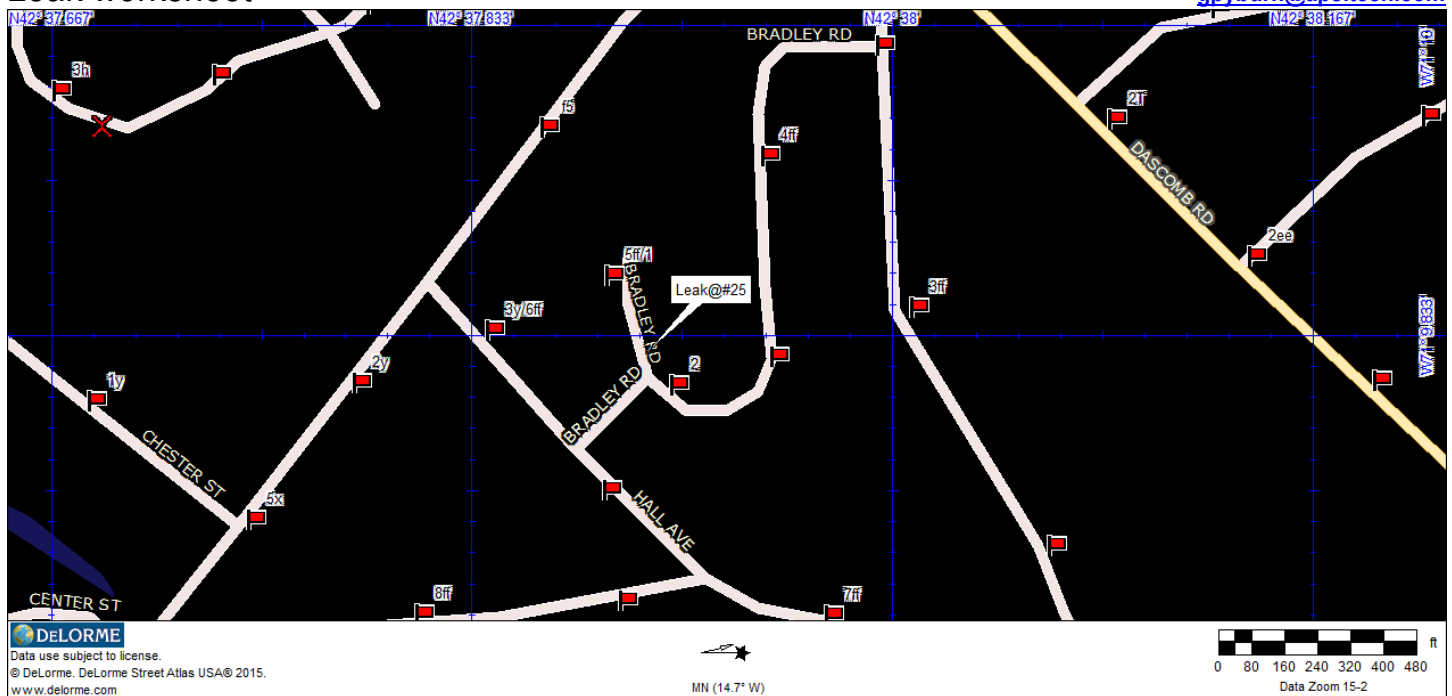 N42° 37.667'
N42° 37.833'
N42° 38'
N42° 38.167'
W71° 10'
BRADLEY RD
3h
f5
4ff
DASCOMB RD
2ee
5ff/1
BRADLEY RD
Leak@#25
3y/6ff
3ff
W71° 9.833'
2y
2
1y
BRADLEY RD
CHESTER ST
5x
HALL AVE
CENTER ST
8ff
7ff
DELORME
Data use subject to license.
© DeLorme. DeLorme Street Atlas USA® 2015.
www.delorme.com
MN (14.7° W)
ft
0 80 160 240 320 400 480
Data Zoom 15-2